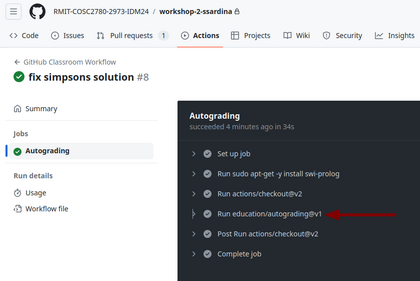 RMIT-COSC2780-2973-IDM24 / workshop-2-ssardina
Code Issues Pull requests 1 Actions Projects Wiki Security Insights
GitHub Classroom Workflow
fix simpsons solution #8
Summary
Jobs
Autograding
Run details
Usage
Workflow file
Autograding
succeeded 4 minutes ago in 34s
Set up job
Run sudo apt-get -y install swi-prolog
Run actions/checkout@v2
Run education/autograding@v1
Post Run actions/checkout@v2
Complete job